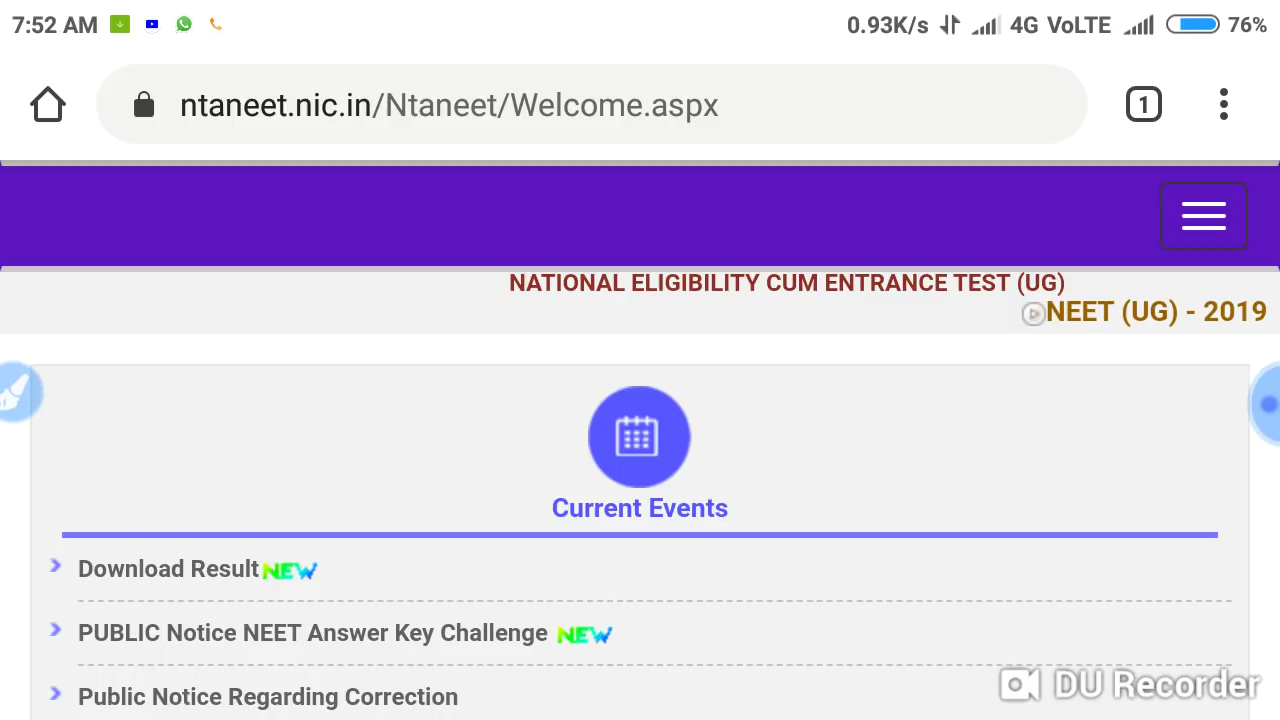 7:52 AM 0.93K/s 4G VoLTE 76%
ntaneet.nic.in/Ntaneet/Welcome.aspx 1
NATIONAL ELIGIBILITY CUM ENTRANCE TEST (UG)
NEET (UG) - 2019
Current Events
Download Result NEW
PUBLIC Notice NEET Answer Key Challenge NEW
Public Notice Regarding Correction
DU Recorder